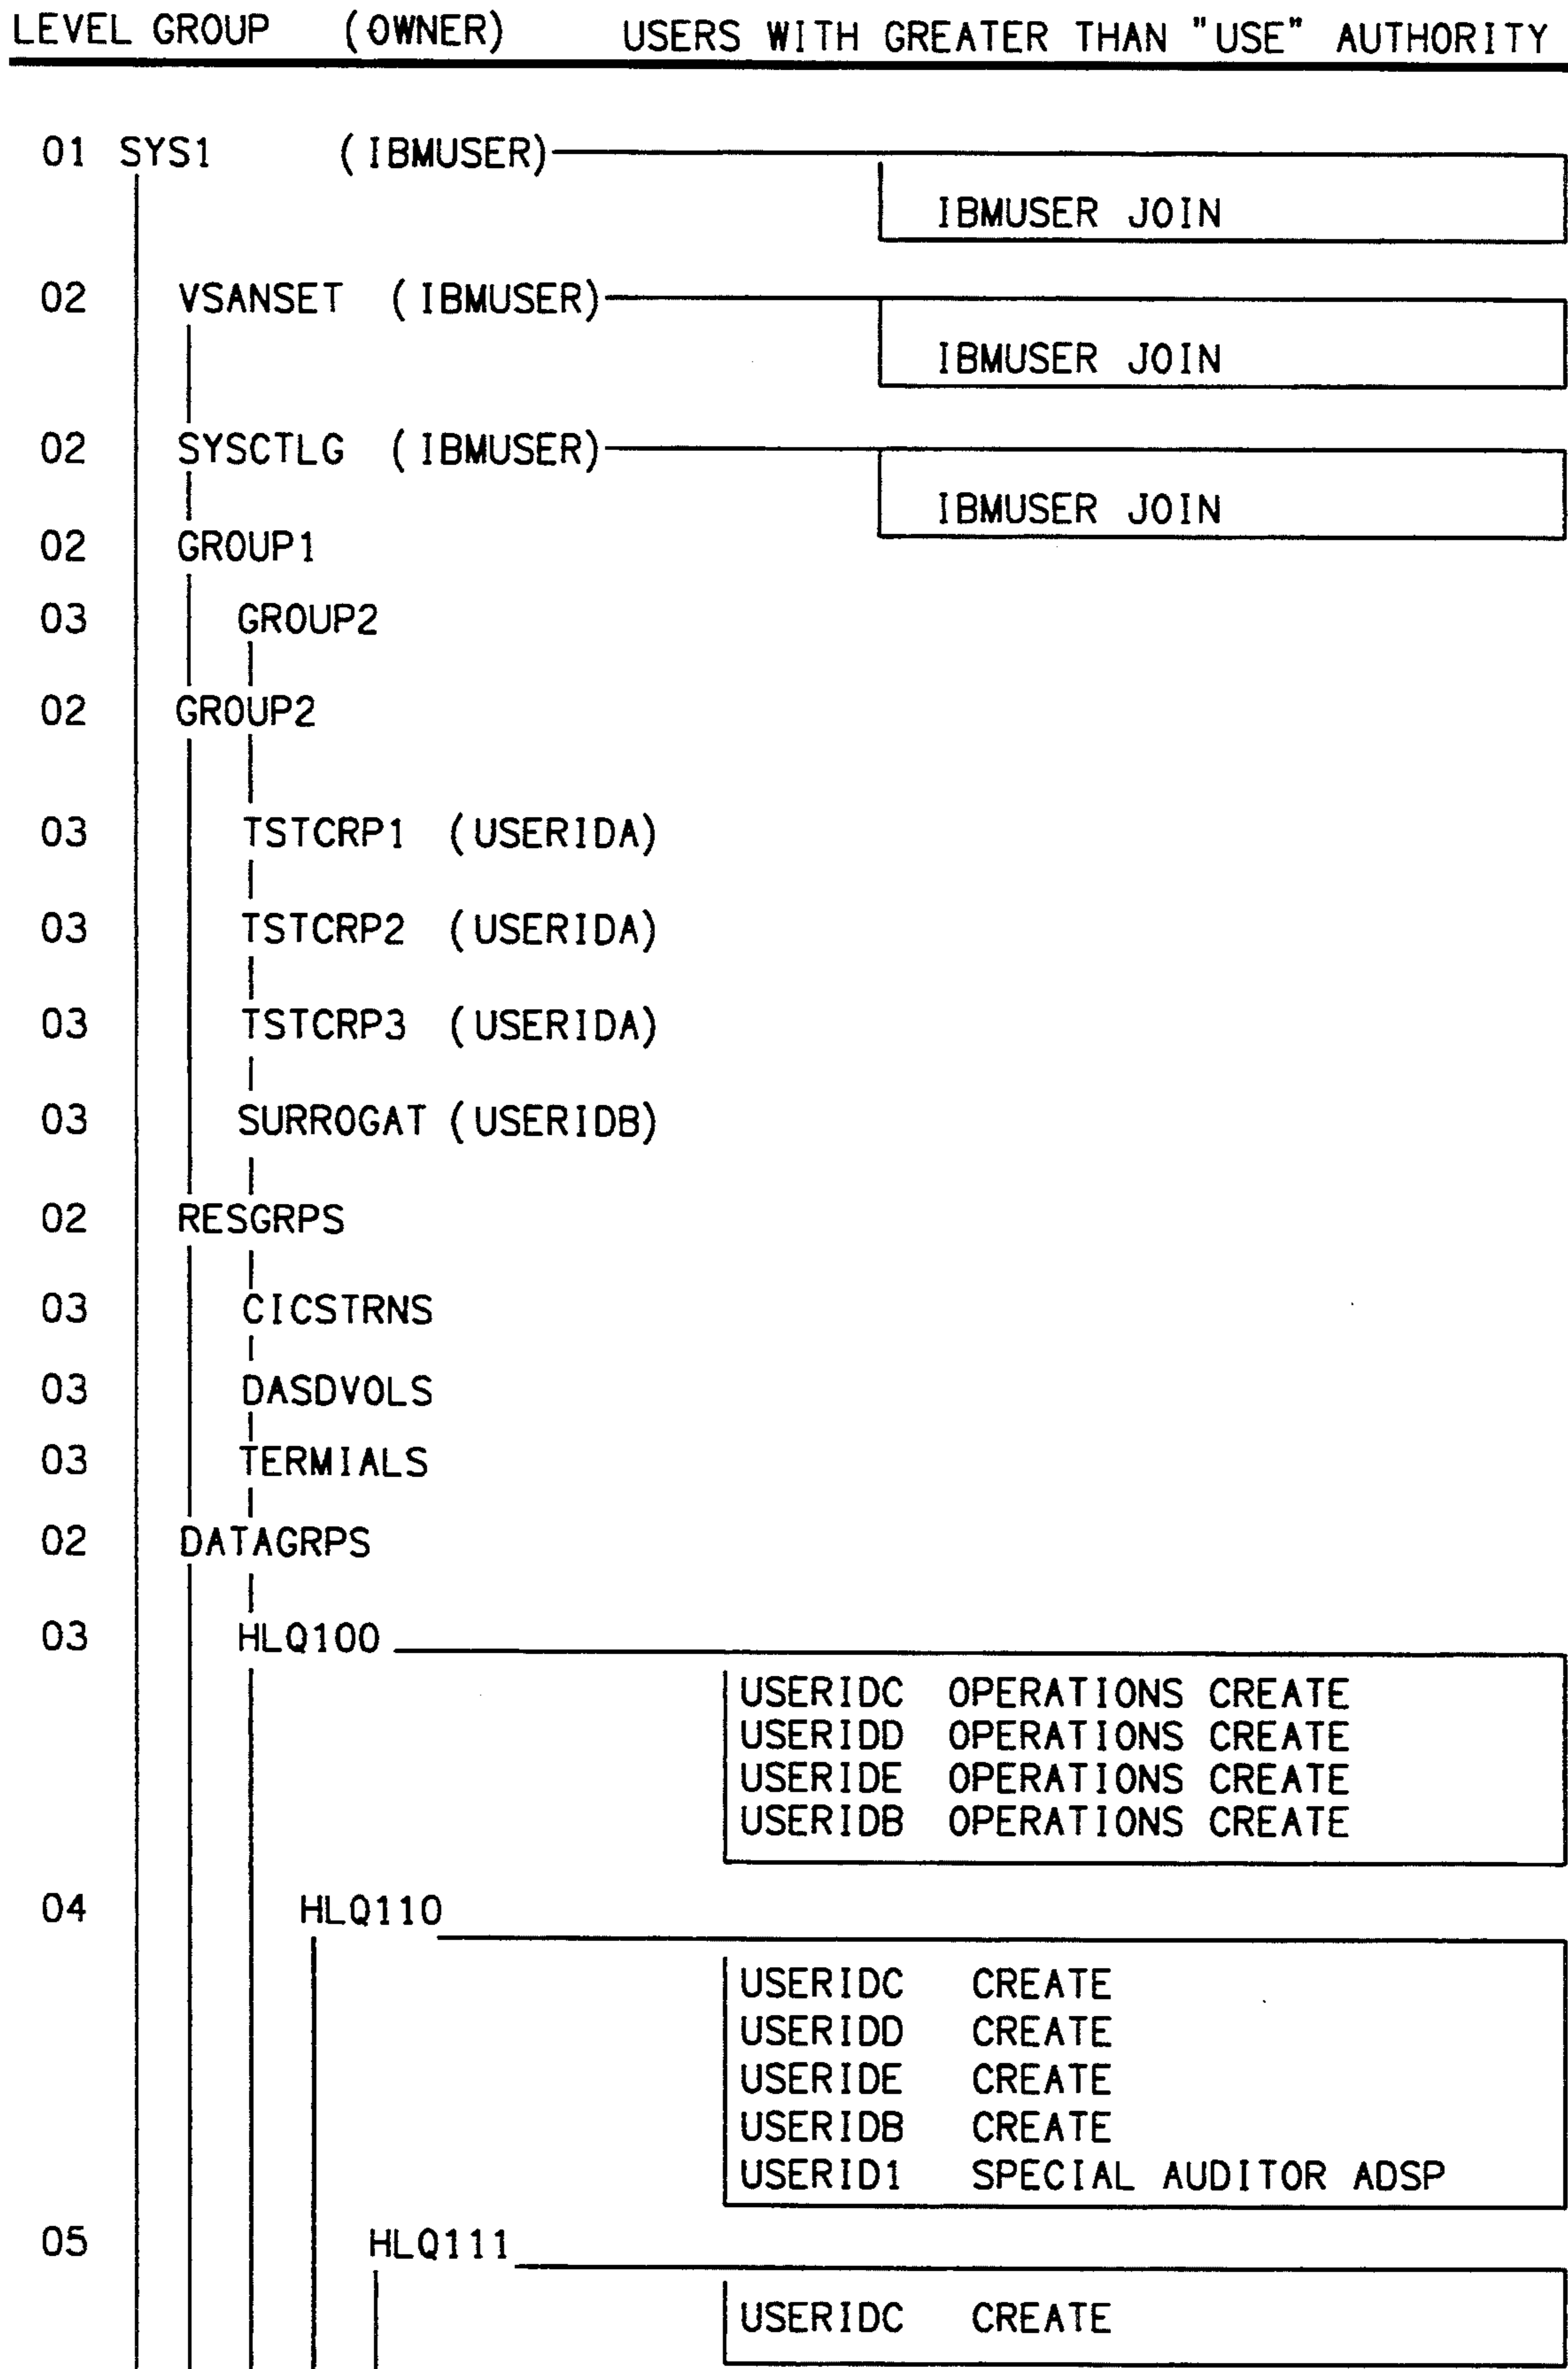 LEVEL GROUP (OWNER) USERS WITH GREATER THAN "USE" AUTHORITY
01 SYS1 (IBMUSER)
IBMUSER JOIN
02 VSANSET (IBMUSER)
IBMUSER JOIN
02 SYSCTLG (IBMUSER)
IBMUSER JOIN
02 GROUP1
03 GROUP2
02 GROUP2
03 TSTCRP1 (USERIDA)
03 TSTCRP2 (USERIDA)
03 TSTCRP3 (USERIDA)
03 SURROGAT (USERIDB)
02 RESGRPS
03 CICSTRNS
03 DASDVOLS
03 TERMIALS
02 DATAGRPS
03 HLQ100
USERIDC OPERATIONS CREATE
USERIDD OPERATIONS CREATE
USERIDE OPERATIONS CREATE
USERIDB OPERATIONS CREATE
04 HLQ110
USERIDC CREATE
USERIDD CREATE
USERIDE CREATE
USERIDB CREATE
USERID1 SPECIAL AUDITOR ADSP
05 HLQ111
USERIDC CREATE